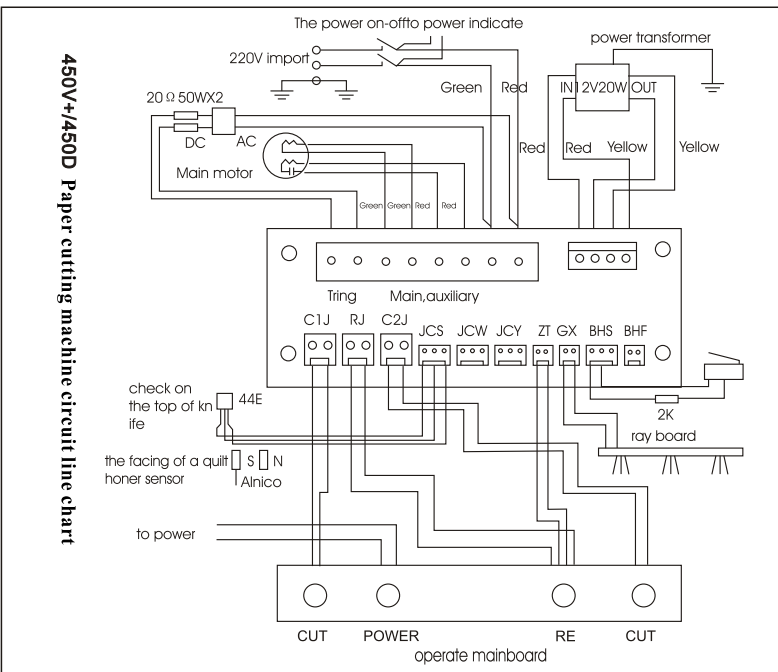 450V+/450D Paper cutting machine circuit line chart
The power on-offto power indicate
220V import
power transformer
Green
Red
IN
12V20W
OUT
20 Ω 50WX2
DC
AC
Main motor
Red
Red
Yellow
Yellow
Green
Green
Red
Red
Tring
Main,auxiliary
C1J
RJ
C2J
JCS
JCW
JCY
ZT
GX
BHS
BHF
check on
the top of kn
ife
44E
2K
ray board
the facing of a quilt
honer sensor
S
N
Alnico
to power
CUT
POWER
RE
CUT
operate mainboard